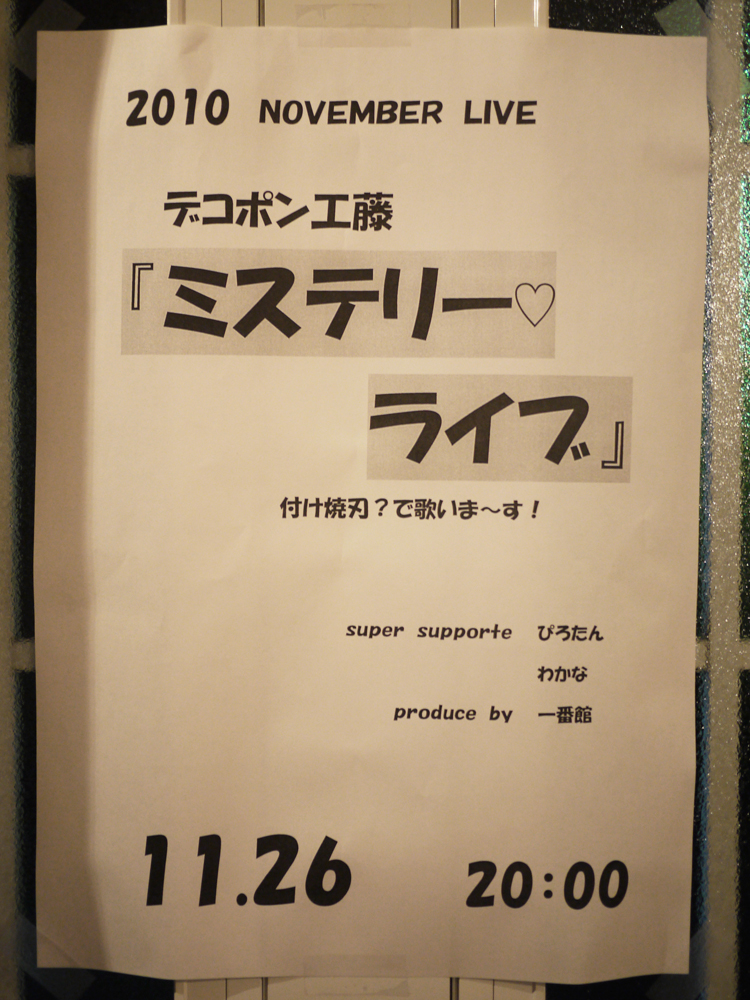 2010 NOVEMBER LIVE
デコポン工藤
『ミステリー♡
ライブ』
付け焼刃？で歌いま～す！
super supporte ぴろたん
わかな
produce by 一番館
11.26 20:00